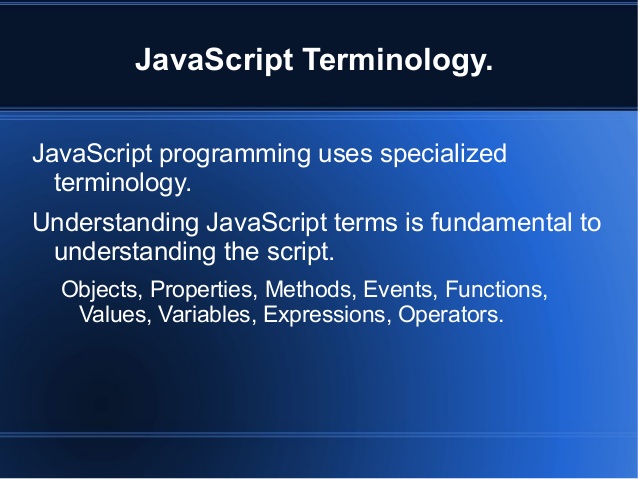 JavaScript Terminology.
JavaScript programming uses specialized
terminology.
Understanding JavaScript terms is fundamental to
understanding the script.
Objects, Properties, Methods, Events, Functions,
Values, Variables, Expressions, Operators.